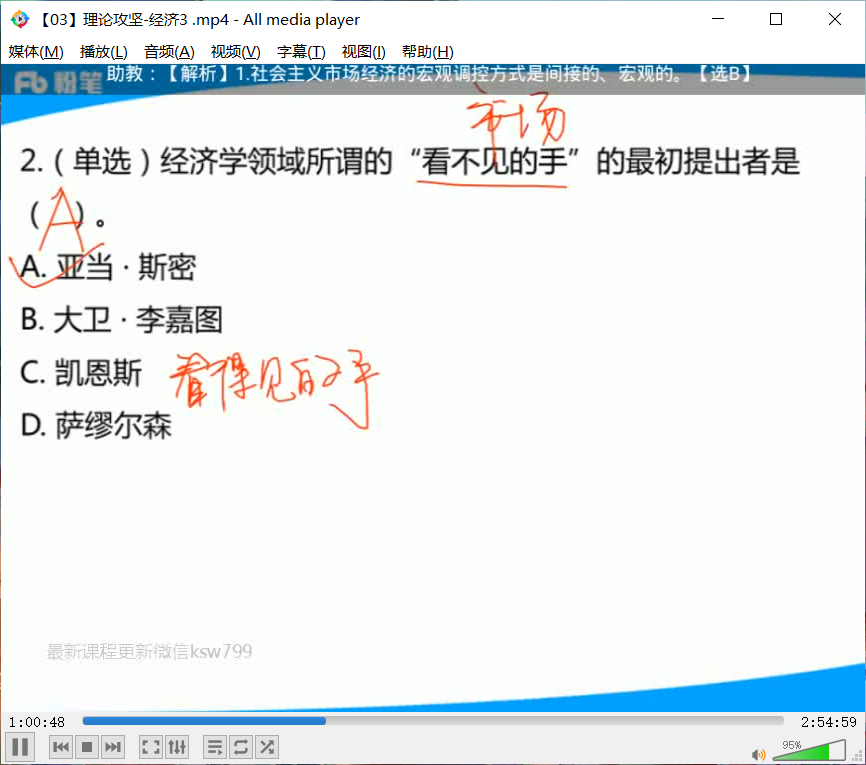 【03】理论攻坚-经济3 .mp4 - All media player
媒体(M) 播放(L) 音频(A) 视频(V) 字幕(T) 视图(I) 帮助(H)
Fb 粉笔 助教：【解析】1.社会主义市场经济的宏观调控方式是间接的、宏观的。【选B】
市场
2.（单选）经济学领域所谓的“看不见的手”的最初提出者是
（A）。
A. 亚当·斯密
B. 大卫·李嘉图
C. 凯恩斯 看得见的手
D. 萨缪尔森
最新课程更新微信ksw799
1:00:48 2:54:59
95%